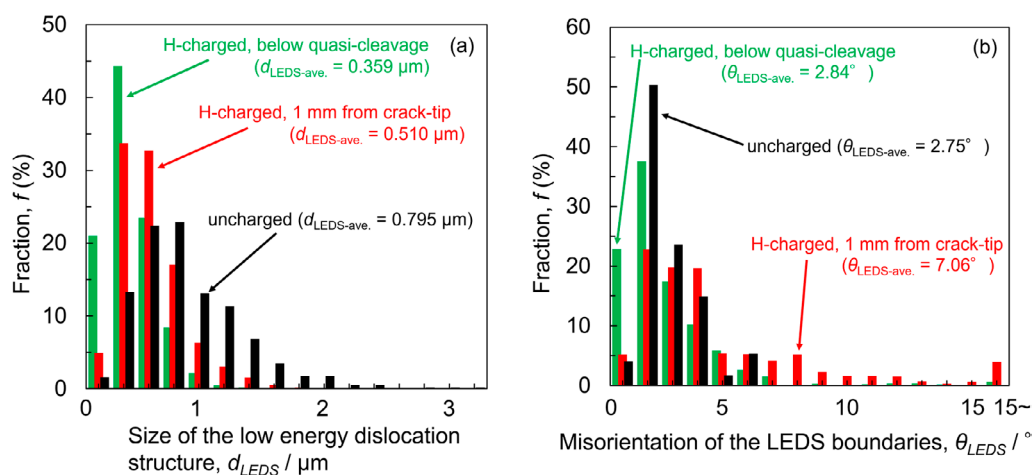 (a)
H-charged, below quasi-cleavage
(dLEDS-ave. = 0.359 μm)
H-charged, 1 mm from crack-tip
(dLEDS-ave. = 0.510 μm)
uncharged (dLEDS-ave. = 0.795 μm)
Fraction, f (%)
50
40
30
20
10
0
0 1 2 3
Size of the low energy dislocation
structure, dLEDS / μm
(b)
H-charged, below quasi-cleavage
(θLEDS-ave. = 2.84° )
uncharged (θLEDS-ave. = 2.75° )
H-charged, 1 mm from crack-tip
(θLEDS-ave. = 7.06° )
Fraction, f (%)
60
50
40
30
20
10
0
0 5 10 15 15~
Misorientation of the LEDS boundaries, θLEDS / °